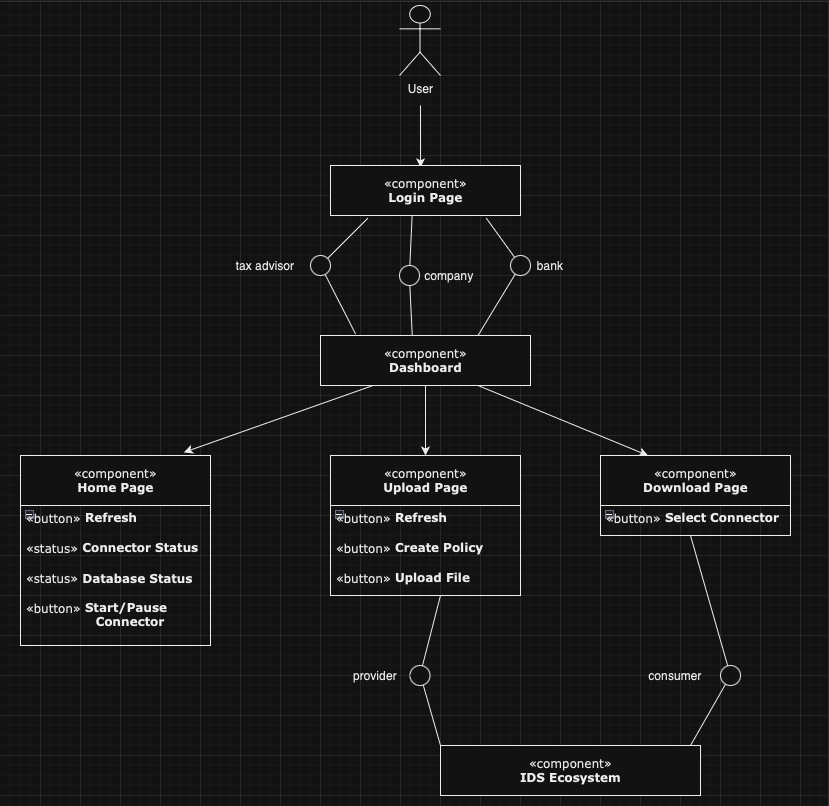 User
«component»
Login Page
tax advisor
company
bank
«component»
Dashboard
«component»
Home Page
«button» Refresh
«status» Connector Status
«status» Database Status
«button» Start/Pause
Connector
«component»
Upload Page
«button» Refresh
«button» Create Policy
«button» Upload File
«component»
Download Page
«button» Select Connector
provider
consumer
«component»
IDS Ecosystem